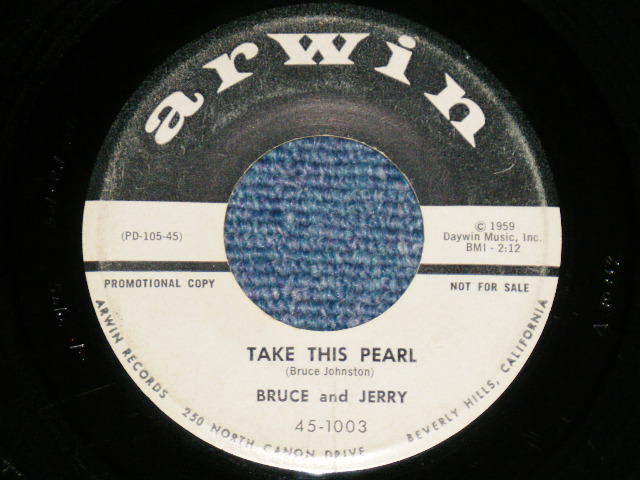 arwin
(PD-105-45)
© 1959
Daywin Music, Inc.
BMI - 2:12
PROMOTIONAL COPY
NOT FOR SALE
TAKE THIS PEARL
(Bruce Johnston)
BRUCE and JERRY
45-1003
ARWIN RECORDS 250 NORTH CANON DRIVE BEVERLY HILLS, CALIFORNIA